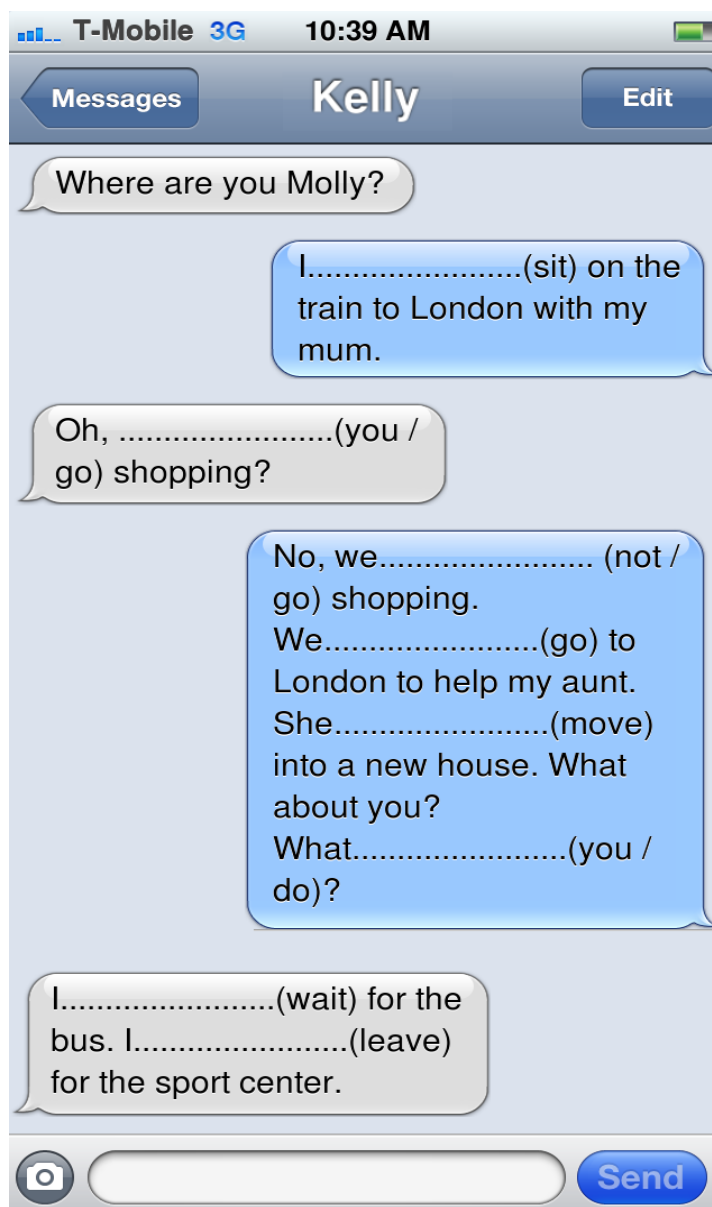 T-Mobile 3G 10:39 AM
Messages Kelly Edit
Where are you Molly?
I........................(sit) on the
train to London with my
mum.
Oh, ........................(you /
go) shopping?
No, we........................ (not /
go) shopping.
We........................(go) to
London to help my aunt.
She........................(move)
into a new house. What
about you?
What........................(you /
do)?
I........................(wait) for the
bus. I........................(leave)
for the sport center.
Send